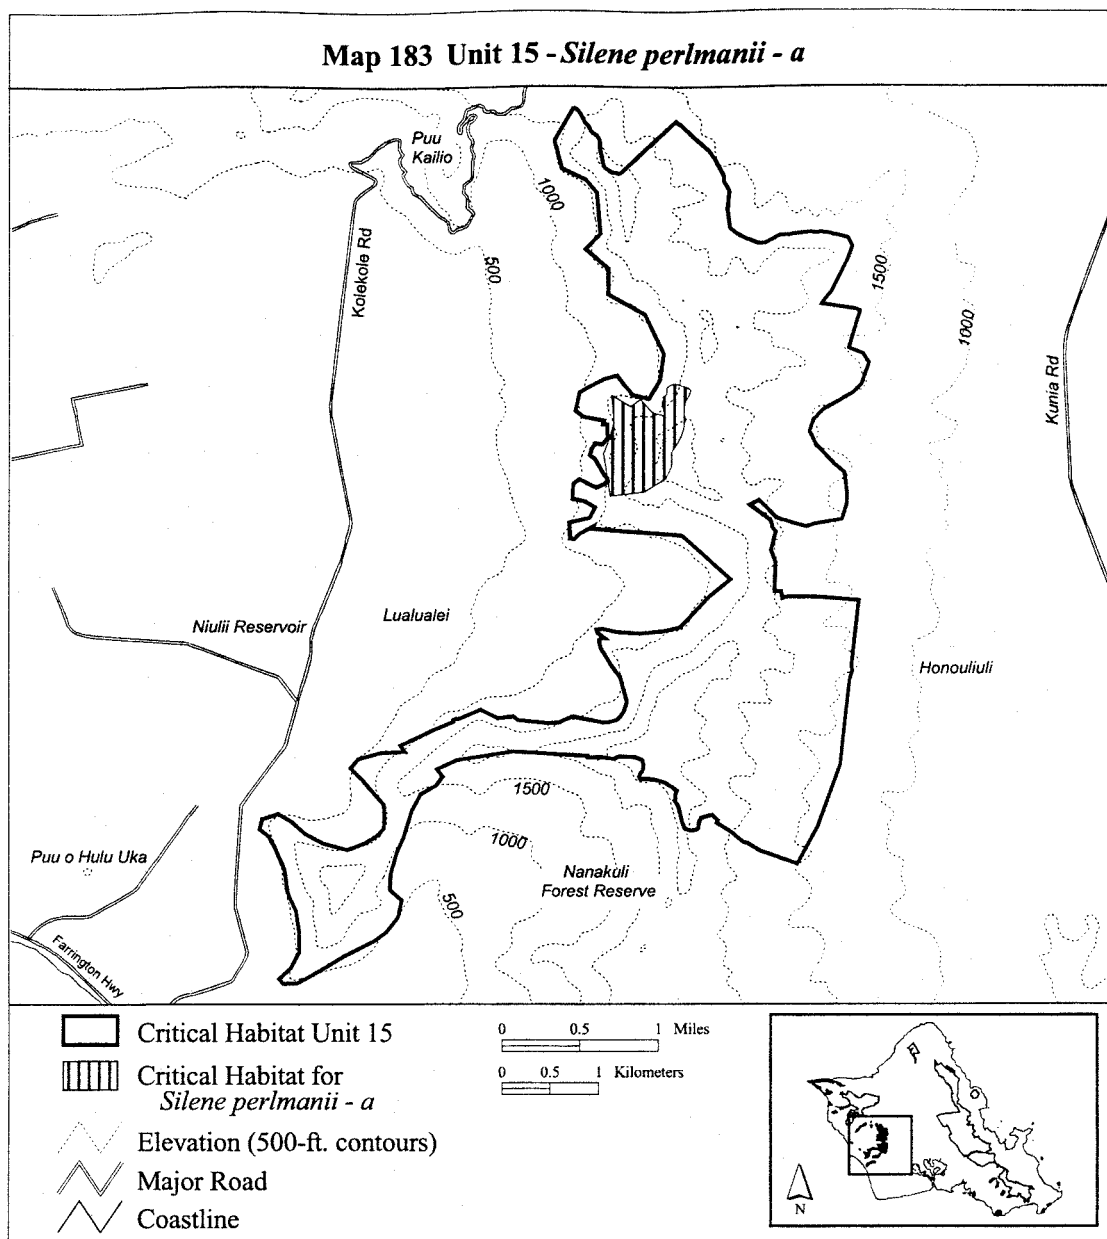 Map 183 Unit 15 - Silene perlmanii - a
Puu
Kailio
1000
500
Kolekole Rd
1500
1000
Kunia Rd
Niulii Reservoir
Lualualei
Honouliuli
1500
1000
Puu o Hulu Uka
Nanakuli
Forest Reserve
500
Farrington Hwy
Critical Habitat Unit 15
Critical Habitat for
Silene perlmanii - a
Elevation (500-ft. contours)
Major Road
Coastline
0 0.5 1 Miles
0 0.5 1 Kilometers
N